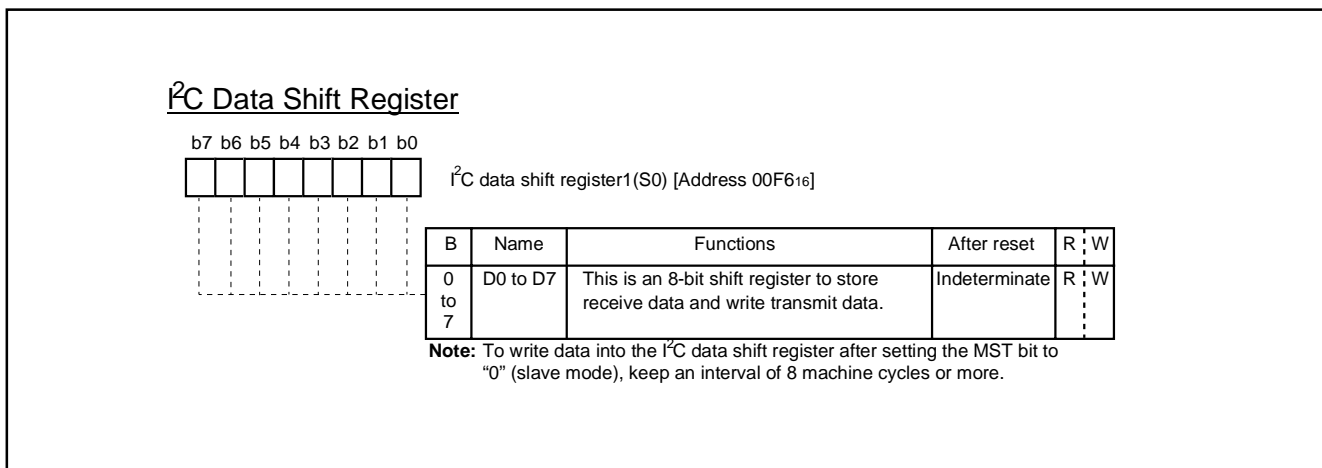 I²C Data Shift Register
b7 b6 b5 b4 b3 b2 b1 b0
I²C data shift register1(S0) [Address 00F6₁₆]
B Name Functions After reset R W
0 to 7 D0 to D7 This is an 8-bit shift register to store Indeterminate R W
receive data and write transmit data.
Note: To write data into the I²C data shift register after setting the MST bit to
“0” (slave mode), keep an interval of 8 machine cycles or more.